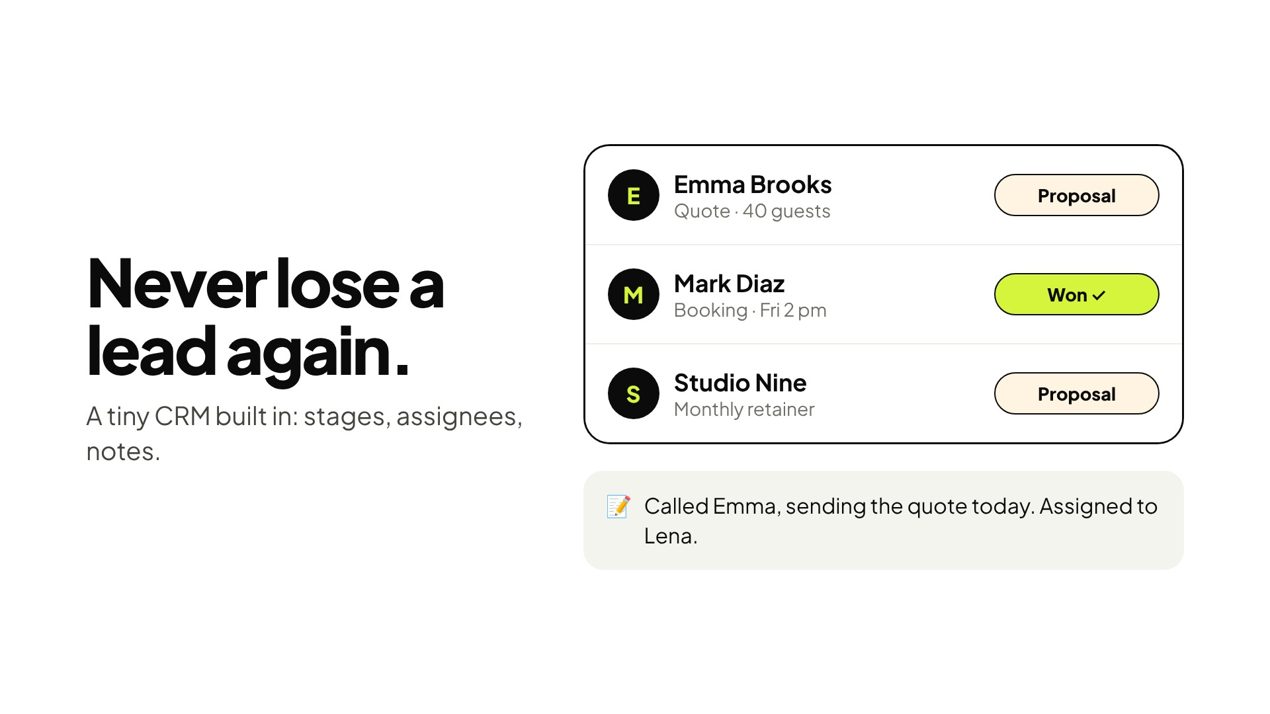 Never lose a
lead again.
A tiny CRM built in: stages, assignees,
notes.
E
Emma Brooks
Quote · 40 guests
Proposal
M
Mark Diaz
Booking · Fri 2 pm
Won ✓
S
Studio Nine
Monthly retainer
Proposal
📝 Called Emma, sending the quote today. Assigned to
Lena.